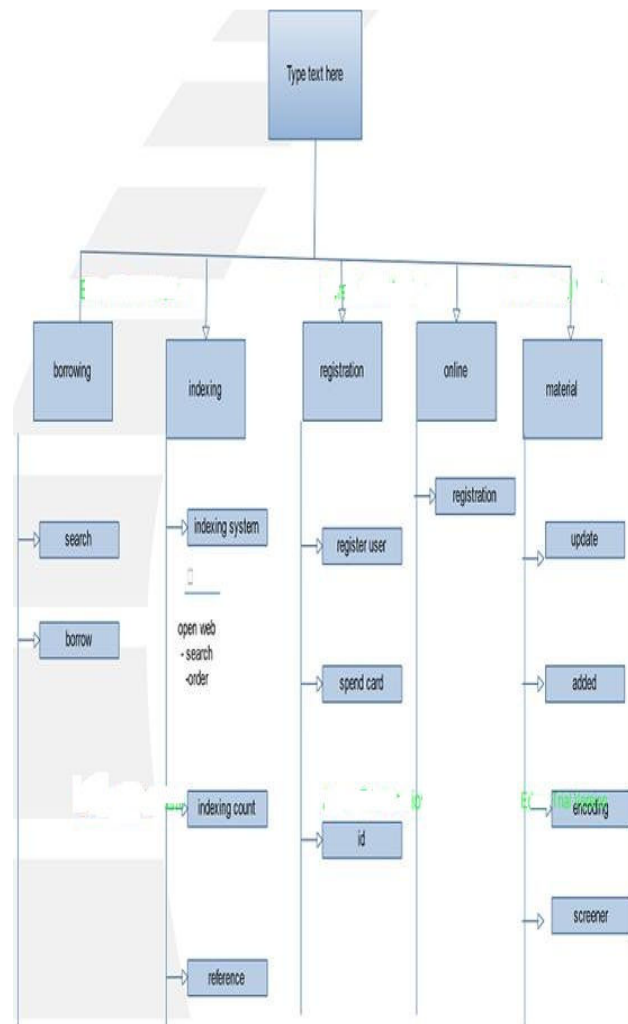 Type text here
borrowing
indexing
registration
online
material
search
borrow
indexing system
open web
- search
-order
indexing count
reference
register user
spend card
id
registration
update
added
encoding
screener